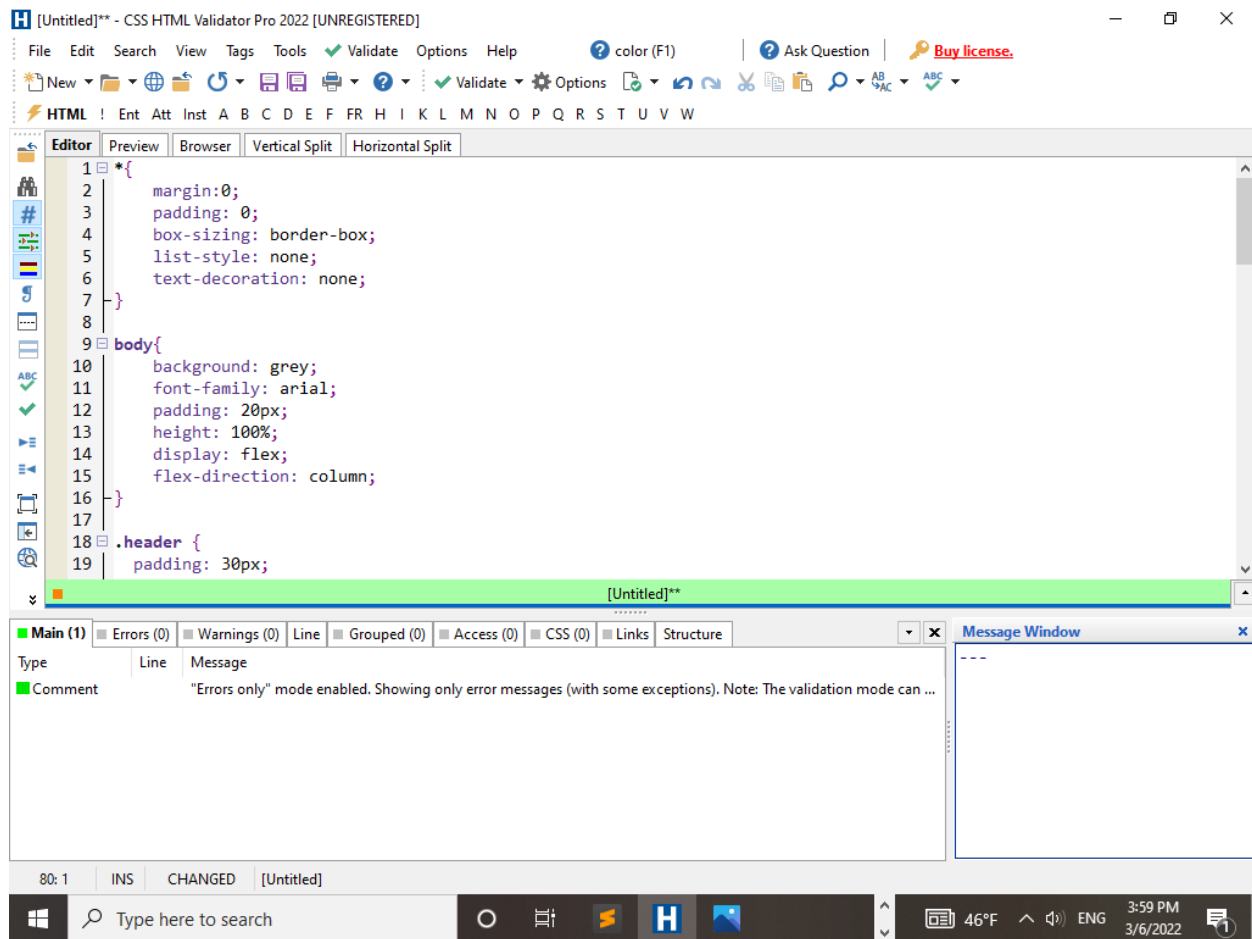 [Untitled]** - CSS HTML Validator Pro 2022 [UNREGISTERED]
File Edit Search View Tags Tools Validate Options Help color (F1) Ask Question Buy license.
New Validate Options
HTML ! Ent Att Inst A B C D E F FR H I K L M N O P Q R S T U V W
Editor Preview Browser Vertical Split Horizontal Split
1 *{
2 margin:0;
3 padding: 0;
4 box-sizing: border-box;
5 list-style: none;
6 text-decoration: none;
7 }
8
9 body{
10 background: grey;
11 font-family: arial;
12 padding: 20px;
13 height: 100%;
14 display: flex;
15 flex-direction: column;
16 }
17
18 .header {
19 padding: 30px;
[Untitled]**
Main (1) Errors (0) Warnings (0) Line Grouped (0) Access (0) CSS (0) Links Structure
Message Window
Type Line Message
---
Comment "Errors only" mode enabled. Showing only error messages (with some exceptions). Note: The validation mode can ...
80: 1 INS CHANGED [Untitled]
Type here to search
46°F ENG 3:59 PM
3/6/2022
1